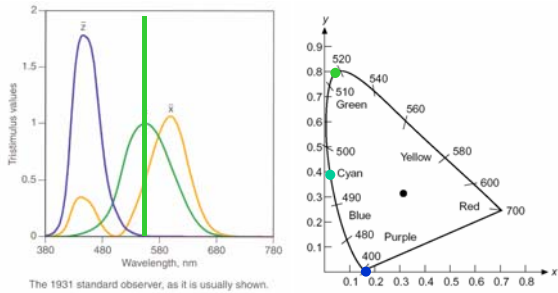 2
z̄
1.5
Tristimulus values
1
x̄
0.5
0
380
480
580
680
780
Wavelength, nm
The 1931 standard observer, as it is usually shown.
y
0.9
0.8
0.7
0.6
0.5
0.4
0.3
0.2
0.1
520
540
510
Green
560
500
Yellow
580
Cyan
600
490
Red
700
Blue
480
Purple
400
0.1 0.2 0.3 0.4 0.5 0.6 0.7 0.8
x